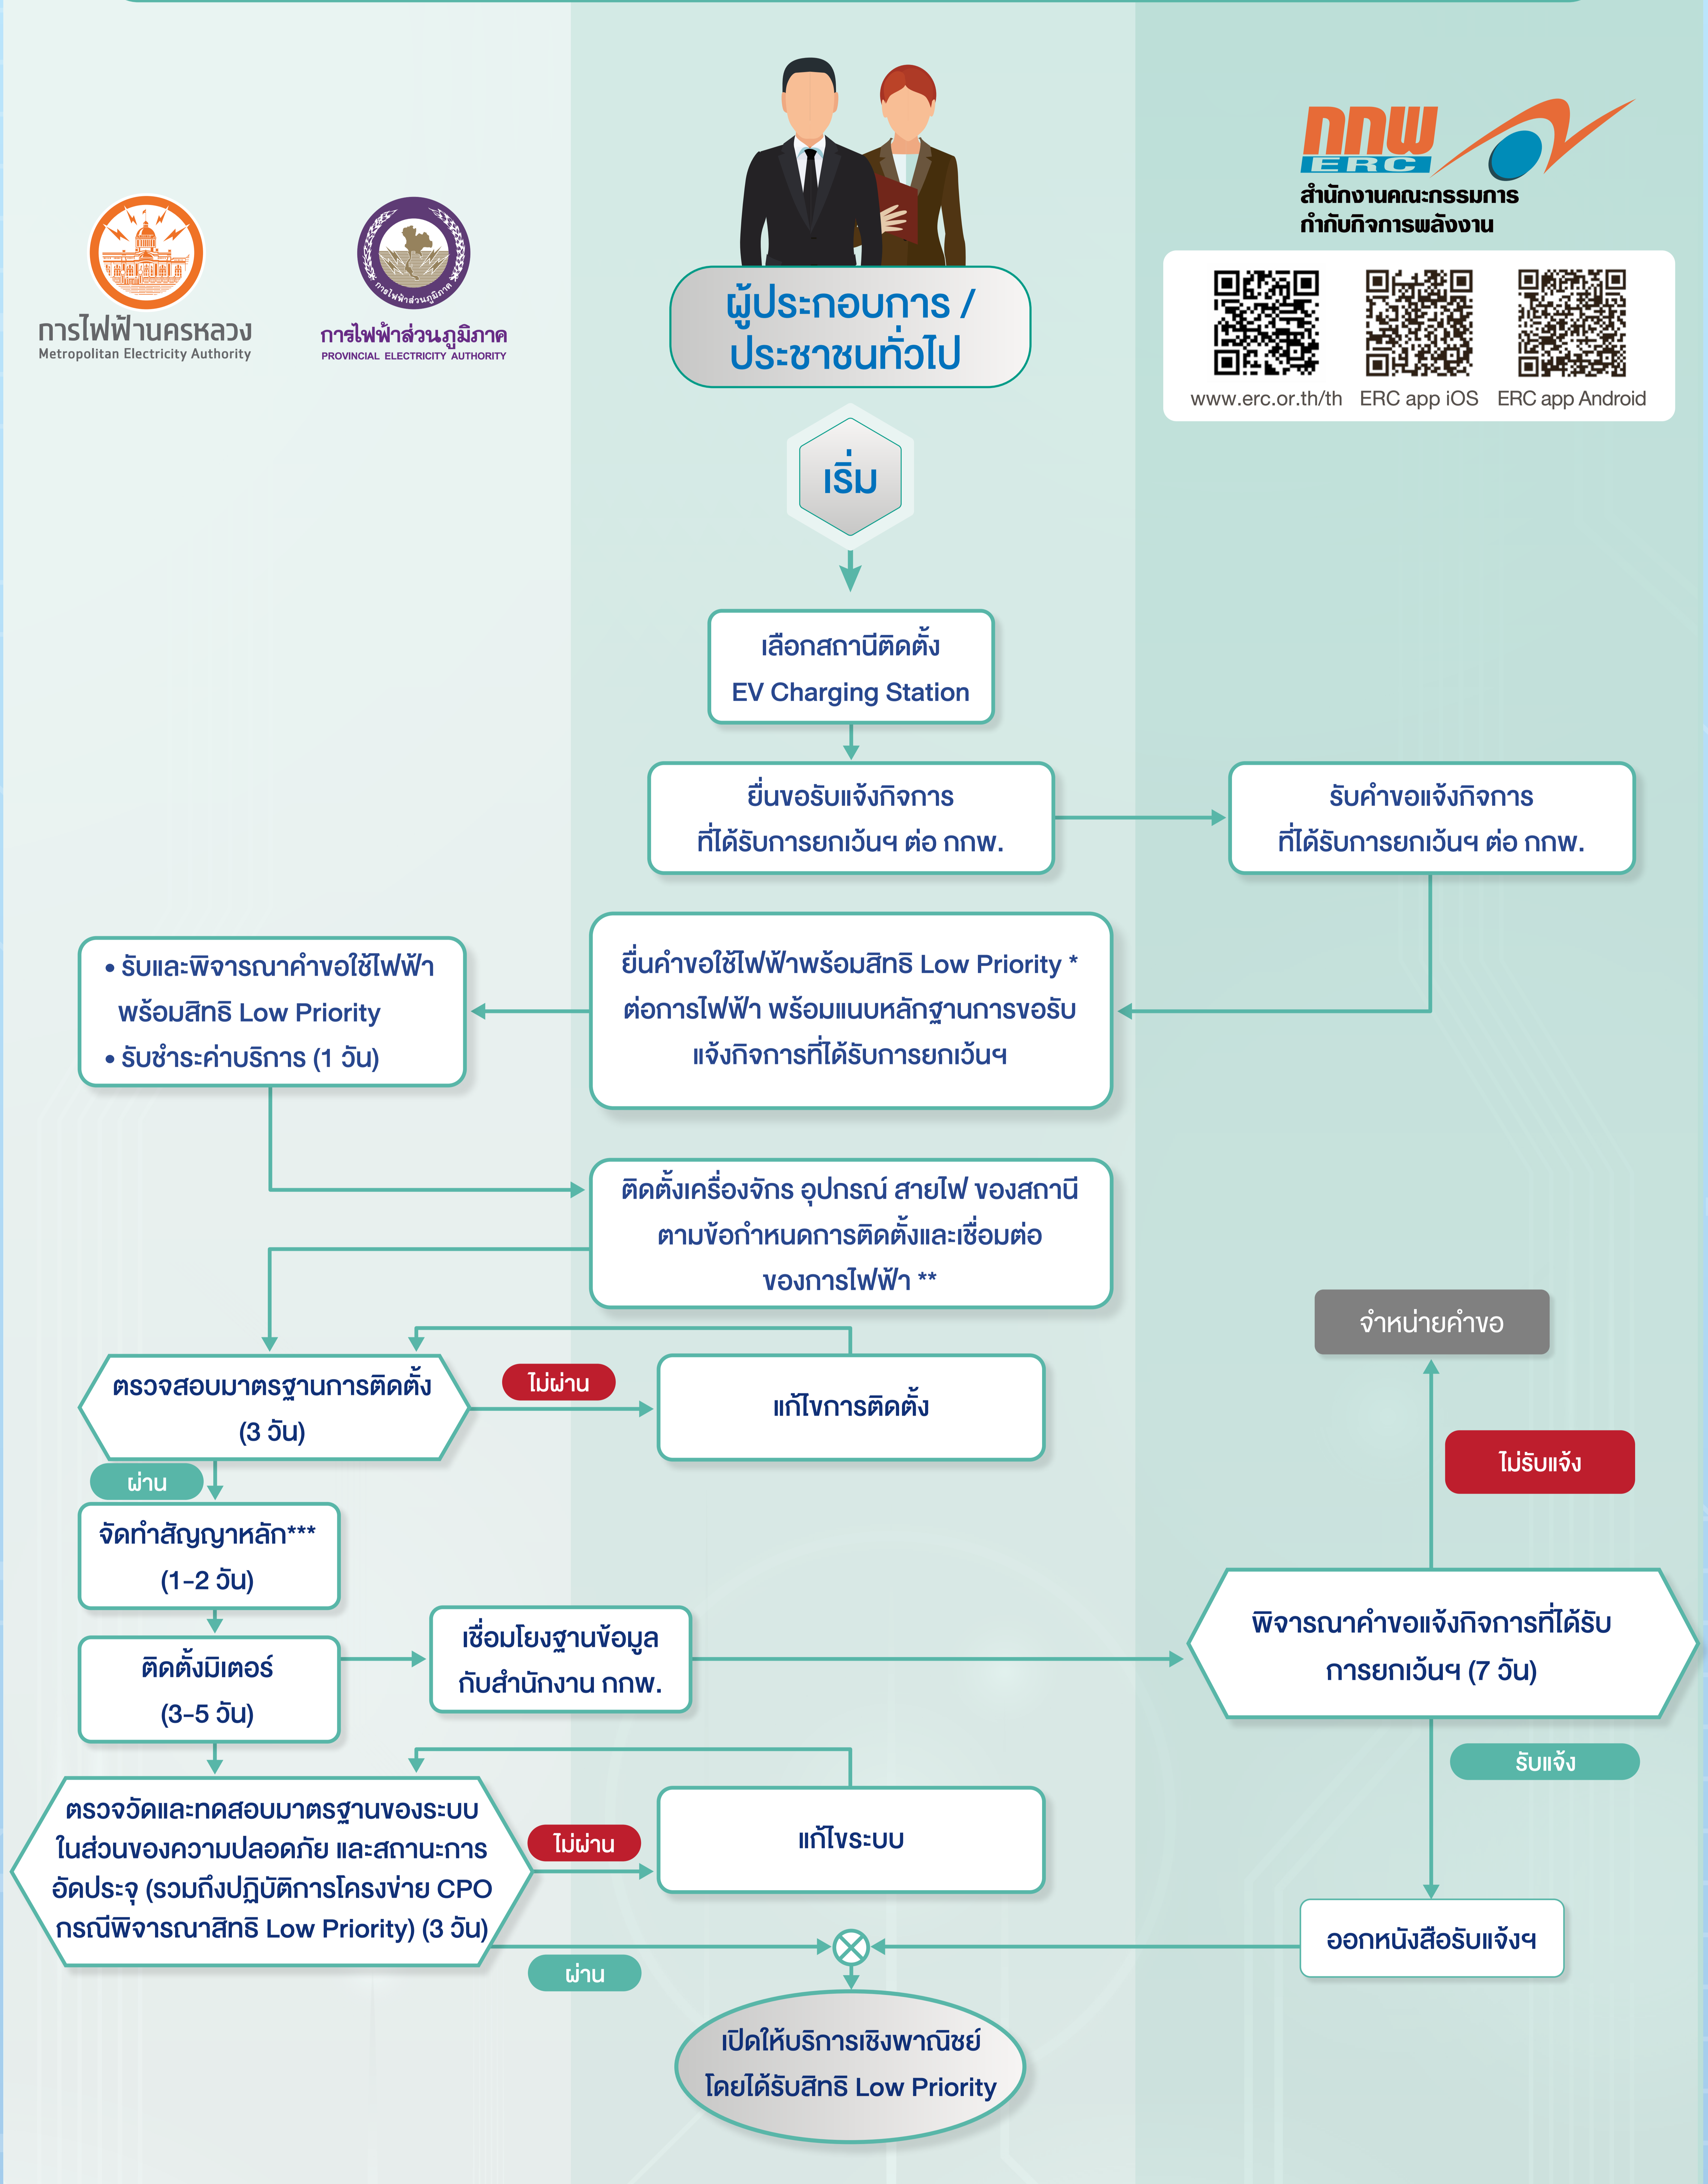 กกพ
ERC
สำนักงานคณะกรรมการ
กำกับกิจการพลังงาน
การไฟฟ้านครหลวง
Metropolitan Electricity Authority
การไฟฟ้าส่วนภูมิภาค
การไฟฟ้าส่วนภูมิภาค
PROVINCIAL ELECTRICITY AUTHORITY
ผู้ประกอบการ /
ประชาชนทั่วไป
www.erc.or.th/th
ERC app iOS
ERC app Android
เริ่ม
เลือกสถานีติดตั้ง
EV Charging Station
ยื่นขอรับแจ้งกิจการ
ที่ได้รับการยกเว้นฯ ต่อ กกพ.
รับคำขอแจ้งกิจการ
ที่ได้รับการยกเว้นฯ ต่อ กกพ.
ยื่นคำขอใช้ไฟฟ้าพร้อมสิทธิ Low Priority *
ต่อการไฟฟ้า พร้อมแนบหลักฐานการขอรับ
แจ้งกิจการที่ได้รับการยกเว้นฯ
• รับและพิจารณาคำขอใช้ไฟฟ้า
พร้อมสิทธิ Low Priority
• รับชำระค่าบริการ (1 วัน)
ติดตั้งเครื่องจักร อุปกรณ์ สายไฟ ของสถานี
ตามข้อกำหนดการติดตั้งและเชื่อมต่อ
ของการไฟฟ้า **
ตรวจสอบมาตรฐานการติดตั้ง
(3 วัน)
ไม่ผ่าน
แก้ไขการติดตั้ง
จำหน่ายคำขอ
ไม่รับแจ้ง
ผ่าน
จัดทำสัญญาหลัก***
(1-2 วัน)
ติดตั้งมิเตอร์
(3-5 วัน)
เชื่อมโยงฐานข้อมูล
กับสำนักงาน กกพ.
พิจารณาคำขอแจ้งกิจการที่ได้รับ
การยกเว้นฯ (7 วัน)
รับแจ้ง
ตรวจวัดและทดสอบมาตรฐานของระบบ
ในส่วนของความปลอดภัย และสถานะการ
อัดประจุ (รวมถึงปฏิบัติการโครงข่าย CPO
กรณีพิจารณาสิทธิ Low Priority) (3 วัน)
ไม่ผ่าน
แก้ไขระบบ
ผ่าน
ออกหนังสือรับแจ้งฯ
เปิดให้บริการเชิงพาณิชย์
โดยได้รับสิทธิ Low Priority